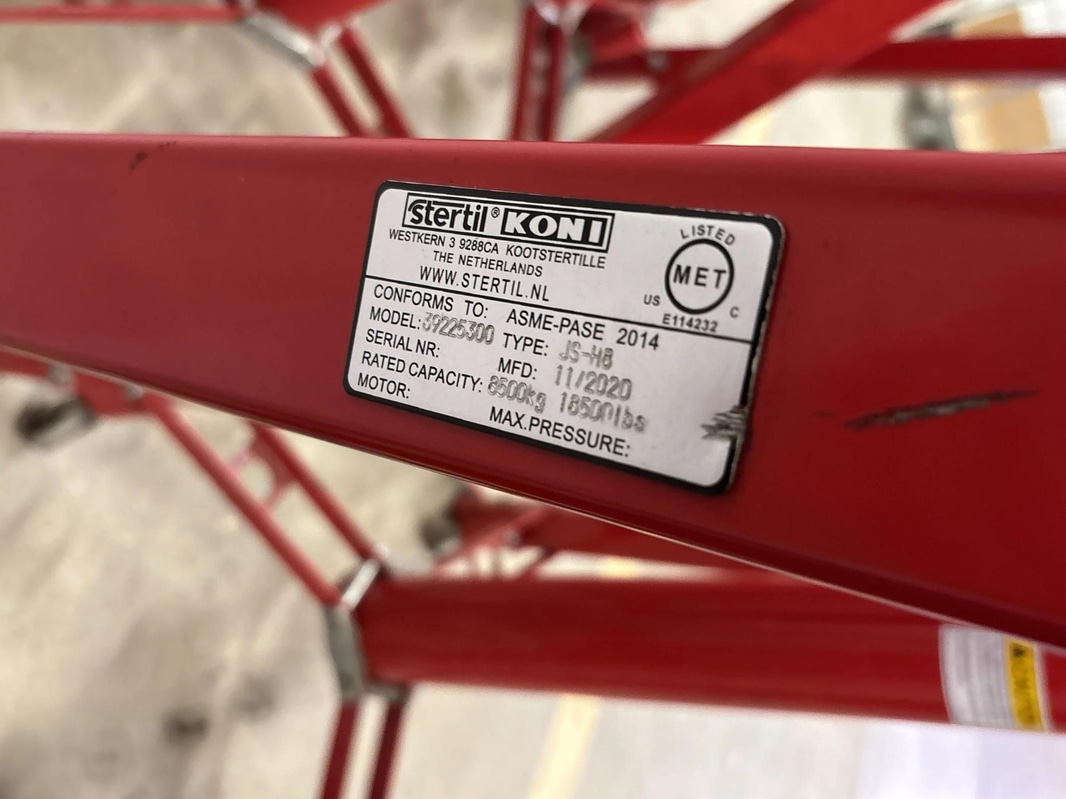 stertil® KONI
WESTKERN 3 9288CA KOOTSTERTILLE
THE NETHERLANDS
WWW.STERTIL.NL
LISTED
MET
US C
E114232
CONFORMS TO: ASME-PASE 2014
MODEL: 39225300 TYPE: JS-H8
SERIAL NR: MFD: 11/2020
RATED CAPACITY: 8500kg 18500lbs
MOTOR: MAX.PRESSURE: